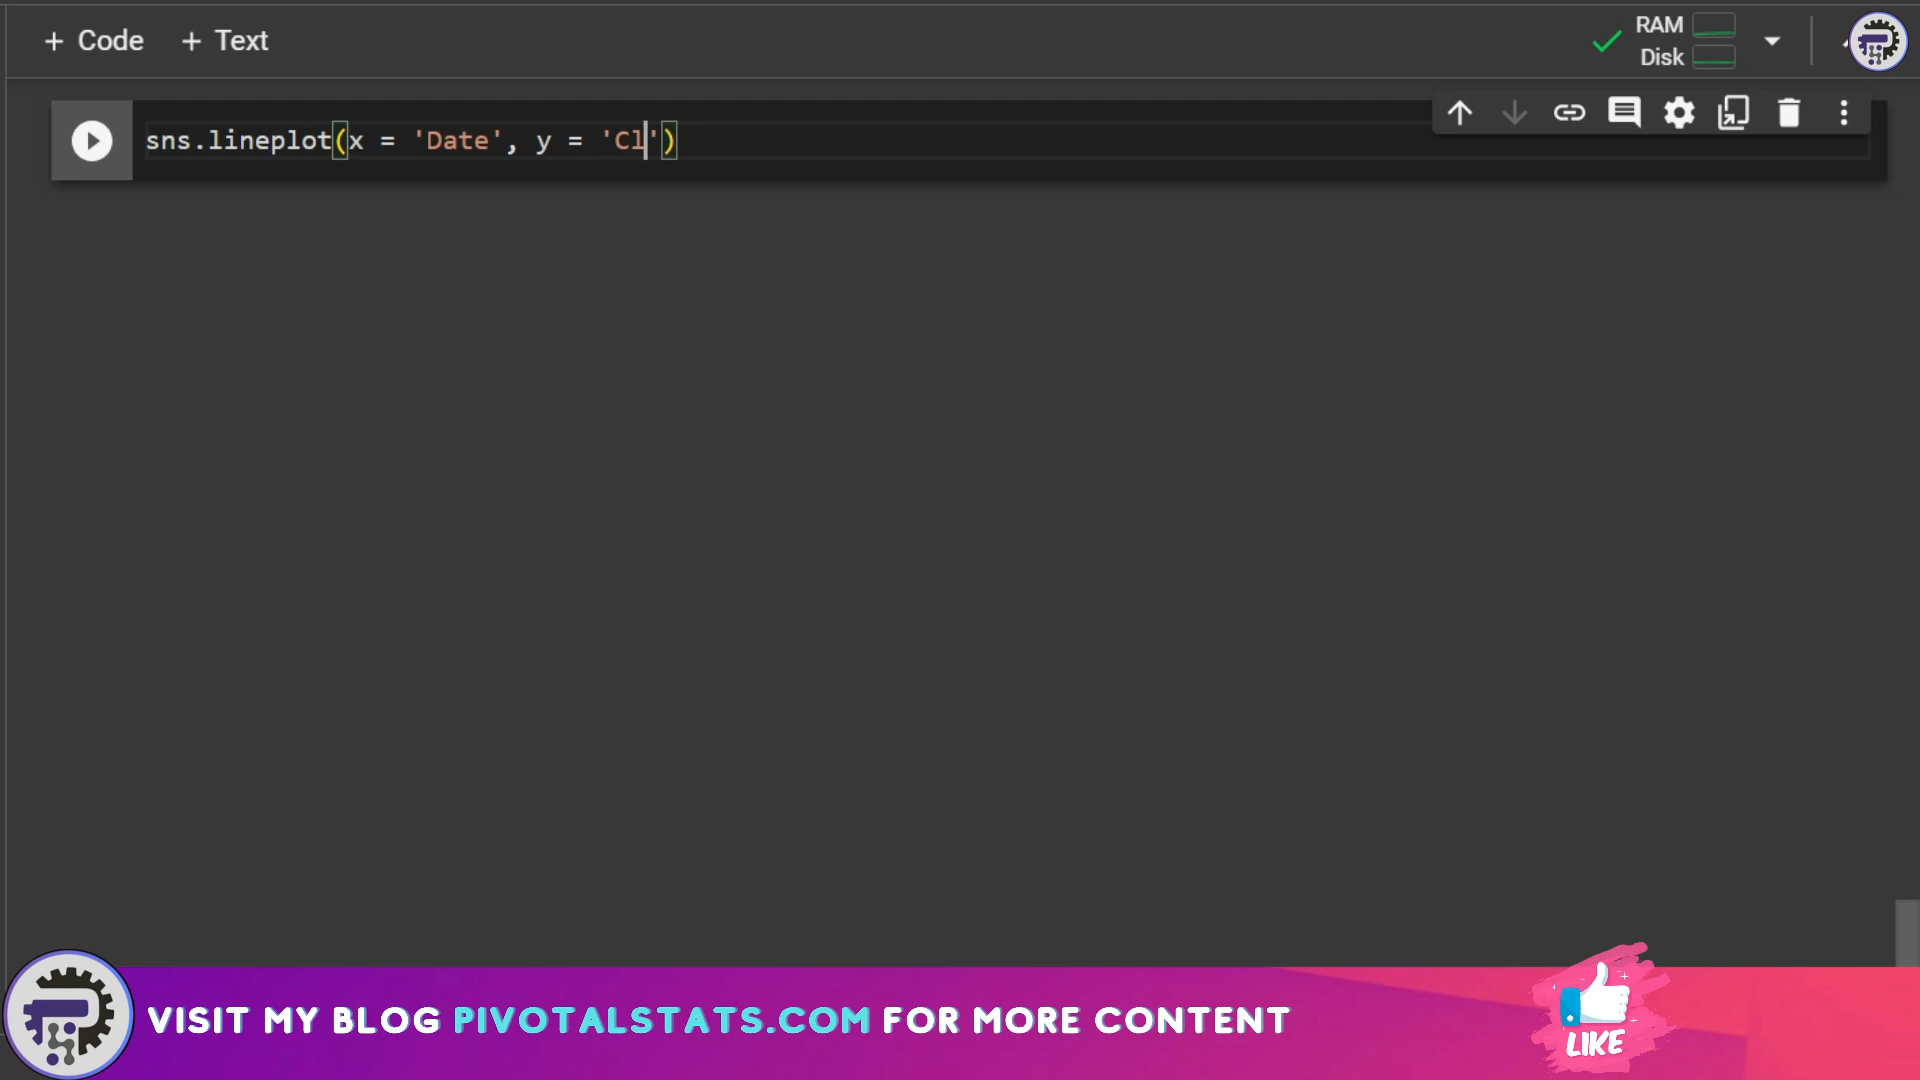 + Code + Text
RAM
Disk
sns.lineplot(x = 'Date', y = 'Cl')
VISIT MY BLOG PIVOTALSTATS.COM FOR MORE CONTENT
LIKE